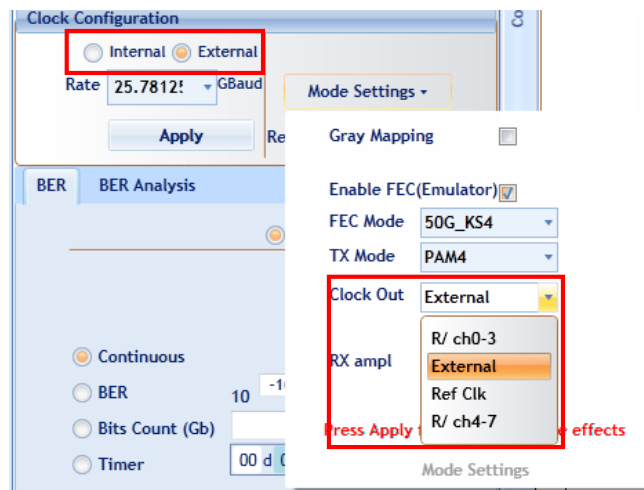 Clock Configuration
Co
Internal External
Rate 25.78125 GBaud
Mode Settings
Apply
Re
Gray Mapping
BER BER Analysis
Enable FEC(Emulator)
FEC Mode 50G_KS4
TX Mode PAM4
Clock Out External
R/ ch0-3
Continuous
RX ampl
External
BER 10
Ref Clk
Bits Count (Gb)
R/ ch4-7
Press Apply effects
Timer 00 d
Mode Settings